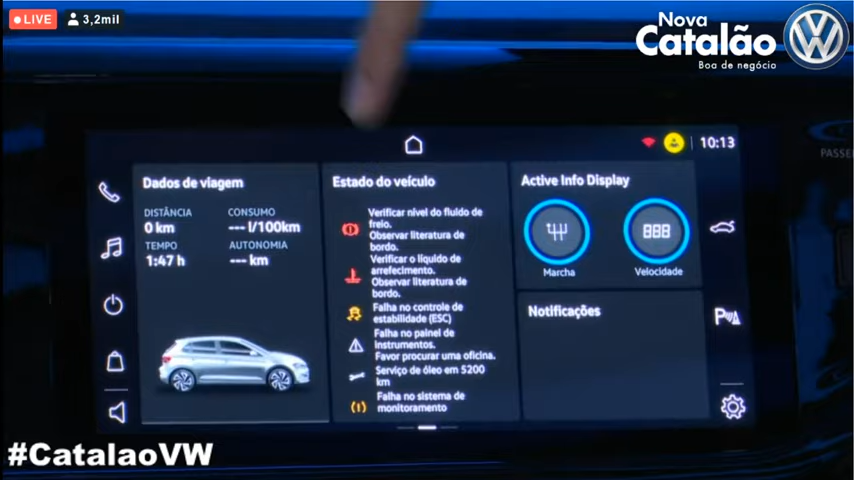 LIVE
3,2mil
Nova
Catalão
Boa de negócio
10:13
PASSE
Dados de viagem
DISTÂNCIA
CONSUMO
0 km
--- l/100km
TEMPO
AUTONOMIA
1:47 h
--- km
Estado do veículo
Verificar nível do fluido de
freio.
Observar literatura de
bordo.
Verificar o líquido de
arrefecimento.
Observar literatura de
bordo.
Falha no controle de
estabilidade (ESC)
Falha no painel de
instrumentos.
Favor procurar uma oficina.
Serviço de óleo em 5200
km
Falha no sistema de
monitoramento
Active Info Display
888
Marcha
Velocidade
Notificações
P
#CatalaoVW